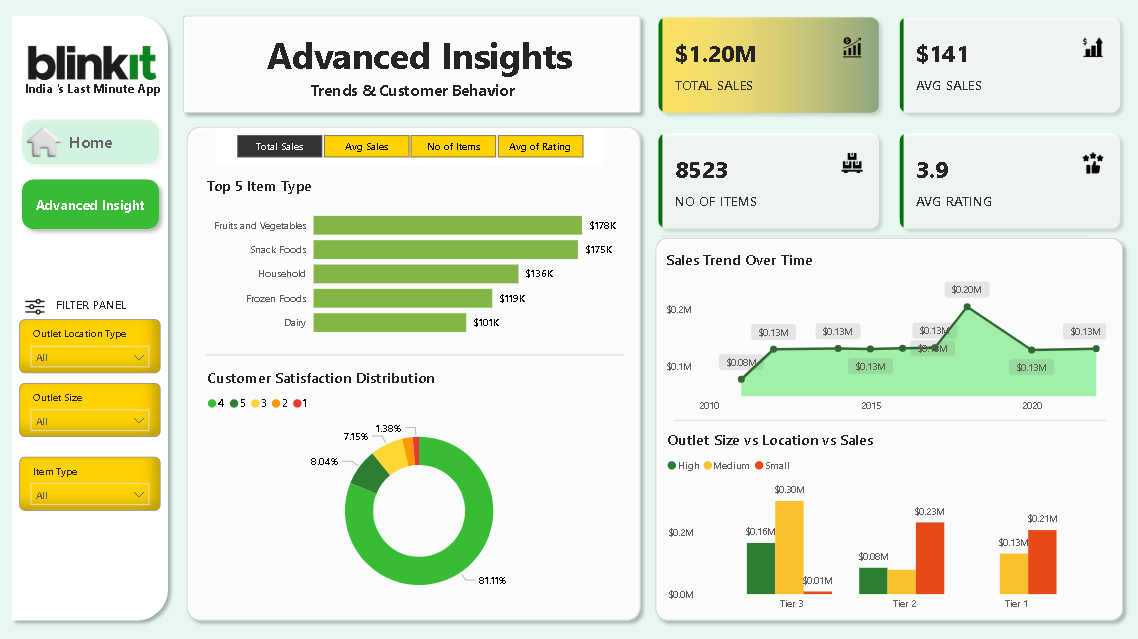 blinkit
India 's Last Minute App
Home
Advanced Insight
FILTER PANEL
Outlet Location Type
All
Outlet Size
All
Item Type
All
Advanced Insights
Trends & Customer Behavior
Total Sales Avg Sales No of Items Avg of Rating
Top 5 Item Type
Fruits and Vegetables $178K
Snack Foods $175K
Household $136K
Frozen Foods $119K
Dairy $101K
Customer Satisfaction Distribution
4 5 3 2 1
1.38%
7.15%
8.04%
81.11%
$1.20M
TOTAL SALES
$141
AVG SALES
8523
NO OF ITEMS
3.9
AVG RATING
Sales Trend Over Time
$0.20M
$0.2M
$0.13M $0.13M $0.13M $0.13M
$0.13M
$0.08M
$0.1M $0.13M $0.13M
2010 2015 2020
Outlet Size vs Location vs Sales
High Medium Small
$0.30M
$0.23M
$0.21M
$0.2M $0.16M
$0.13M
$0.08M
$0.01M
$0.0M
Tier 3 Tier 2 Tier 1